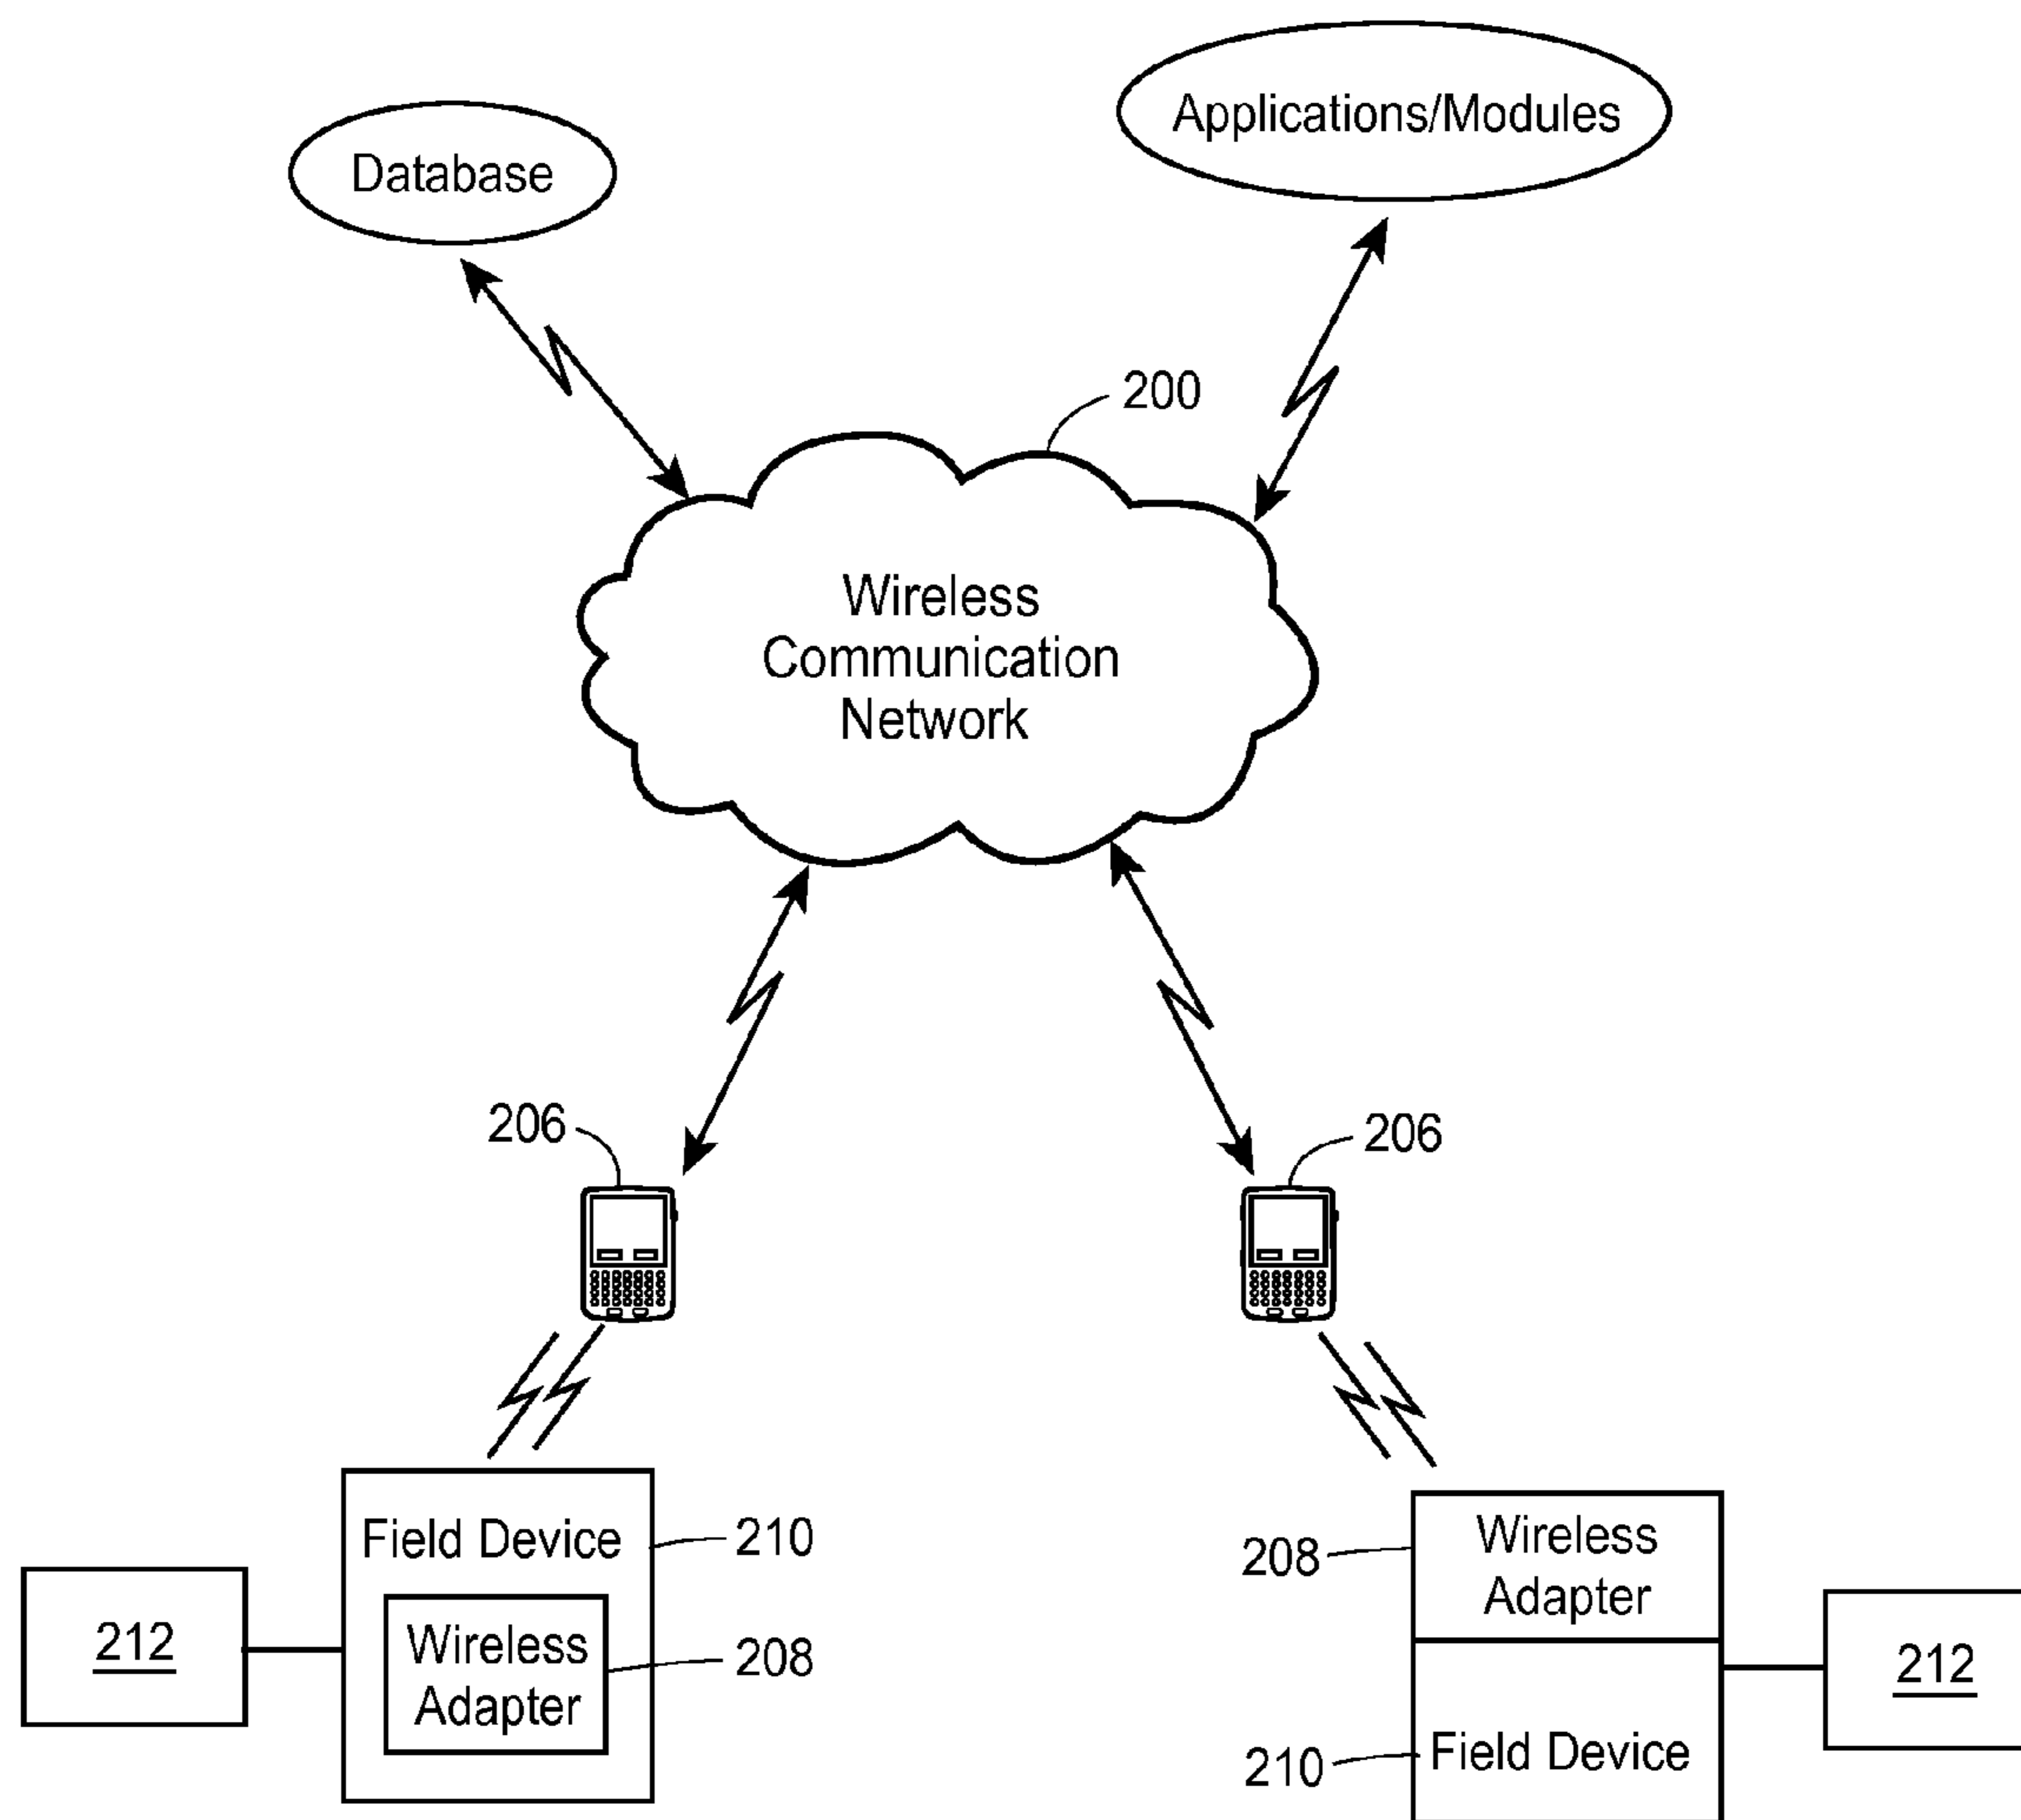 Applications/Modules
Database
200
Wireless
Communication
Network
206
206
Field Device
210
Wireless
Adapter
208
212
208
Wireless
Adapter
212
210
Field Device